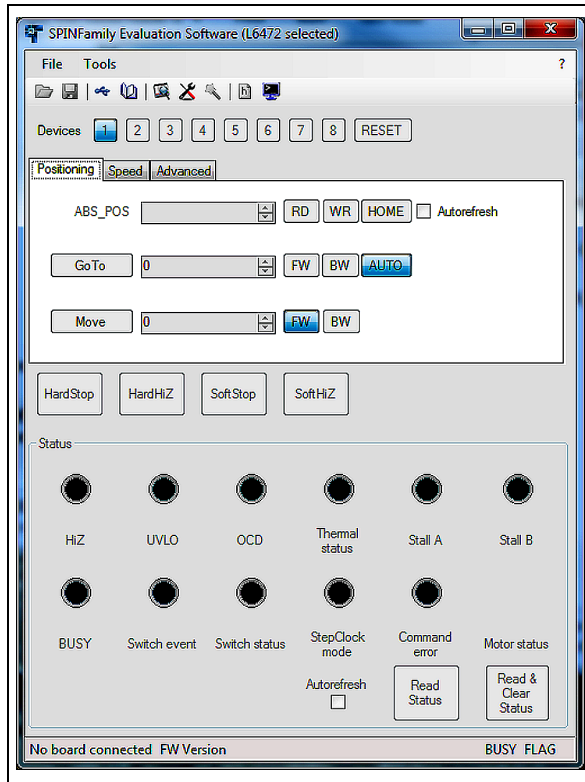 SPINFamily Evaluation Software (L6472 selected)
File Tools ?
Devices 1 2 3 4 5 6 7 8 RESET
Positioning Speed Advanced
ABS_POS RD WR HOME Autorefresh
GoTo 0 FW BW AUTO
Move 0 FW BW
HardStop HardHiZ SoftStop SoftHiZ
Status
HiZ UVLO OCD Thermal status Stall A Stall B
BUSY Switch event Switch status StepClock mode Command error Motor status
Autorefresh Read Status Read & Clear Status
No board connected FW Version BUSY FLAG